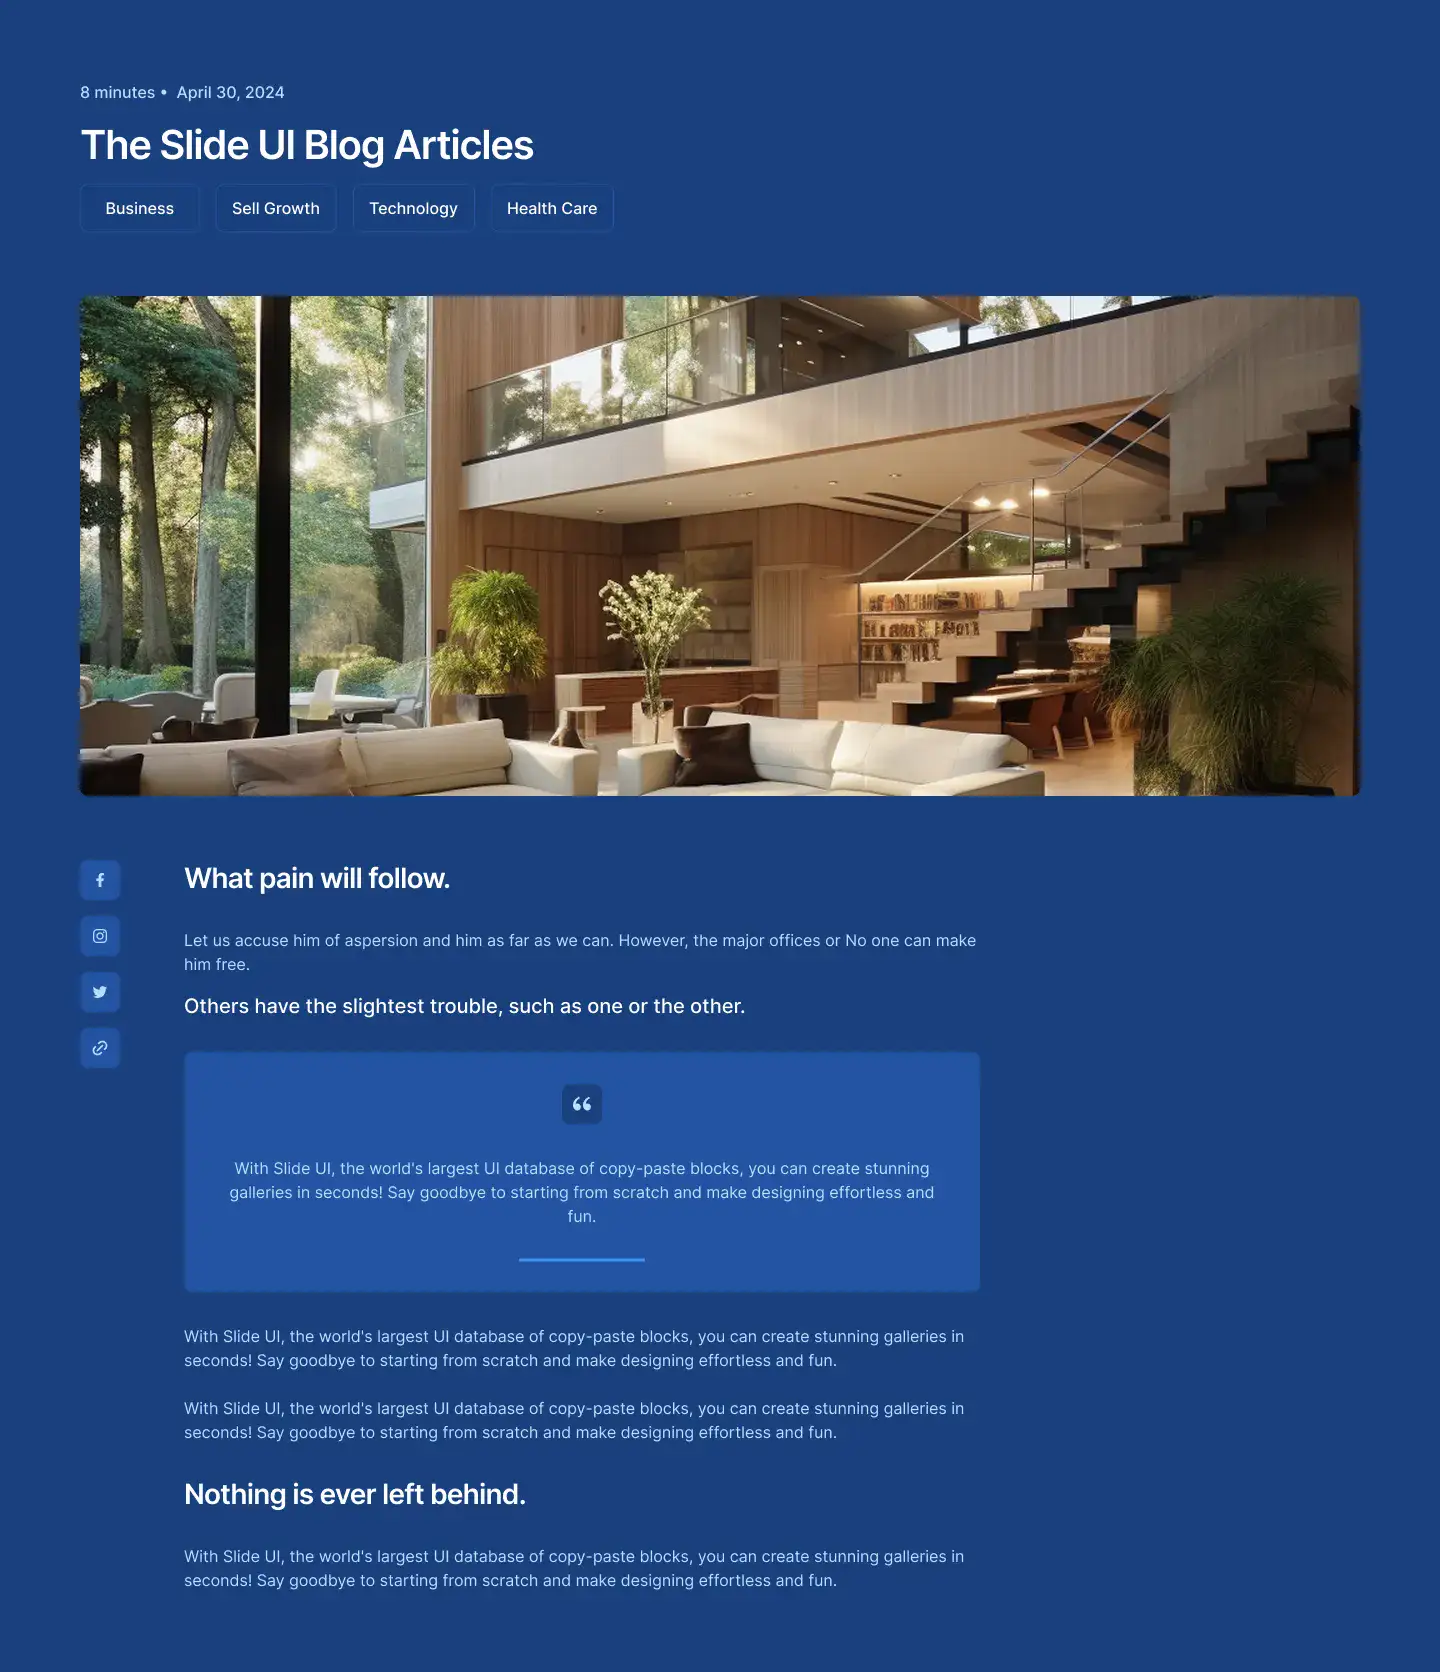 8 minutes • April 30, 2024
The Slide UI Blog Articles
Business
Sell Growth
Technology
Health Care
What pain will follow.
Let us accuse him of aspersion and him as far as we can. However, the major offices or No one can make
him free.
Others have the slightest trouble, such as one or the other.
With Slide UI, the world's largest UI database of copy-paste blocks, you can create stunning
galleries in seconds! Say goodbye to starting from scratch and make designing effortless and
fun.
With Slide UI, the world's largest UI database of copy-paste blocks, you can create stunning galleries in
seconds! Say goodbye to starting from scratch and make designing effortless and fun.
With Slide UI, the world's largest UI database of copy-paste blocks, you can create stunning galleries in
seconds! Say goodbye to starting from scratch and make designing effortless and fun.
Nothing is ever left behind.
With Slide UI, the world's largest UI database of copy-paste blocks, you can create stunning galleries in
seconds! Say goodbye to starting from scratch and make designing effortless and fun.